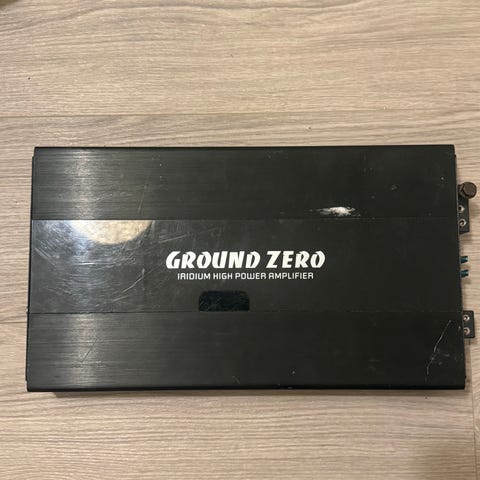 GROUND ZERO
IRIDIUM HIGH POWER AMPLIFIER